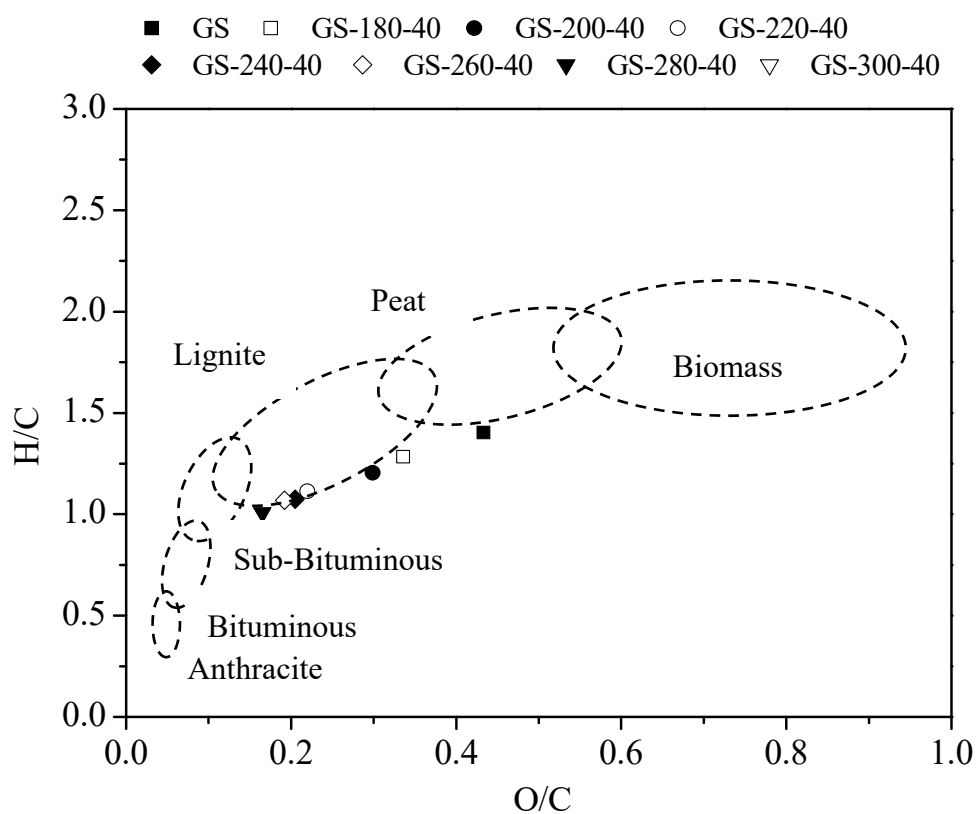 GS GS-180-40 GS-200-40 GS-220-40
GS-240-40 GS-260-40 GS-280-40 GS-300-40
3.0
2.5
2.0
1.5
1.0
0.5
0.0
H/C
Peat
Lignite
Biomass
Sub-Bituminous
Bituminous
Anthracite
0.0 0.2 0.4 0.6 0.8 1.0
O/C